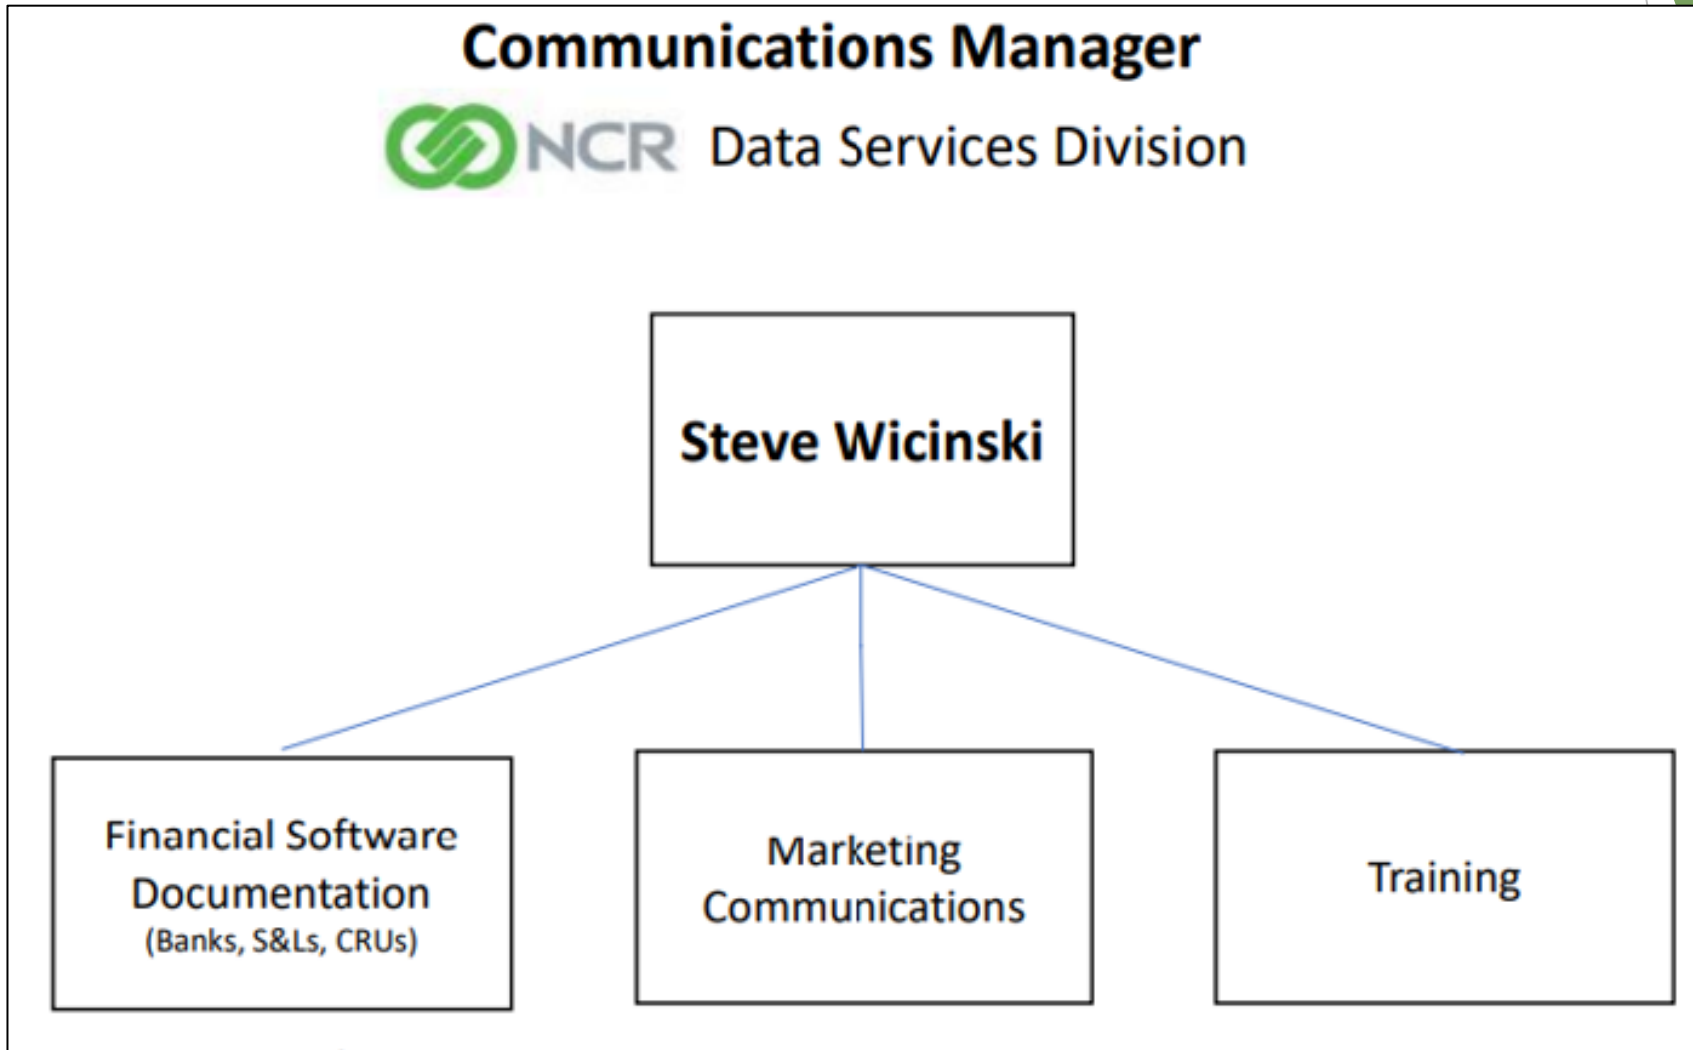 Communications Manager
NCR Data Services Division
Steve Wicinski
Financial Software
Documentation
(Banks, S&Ls, CRUs)
Marketing
Communications
Training